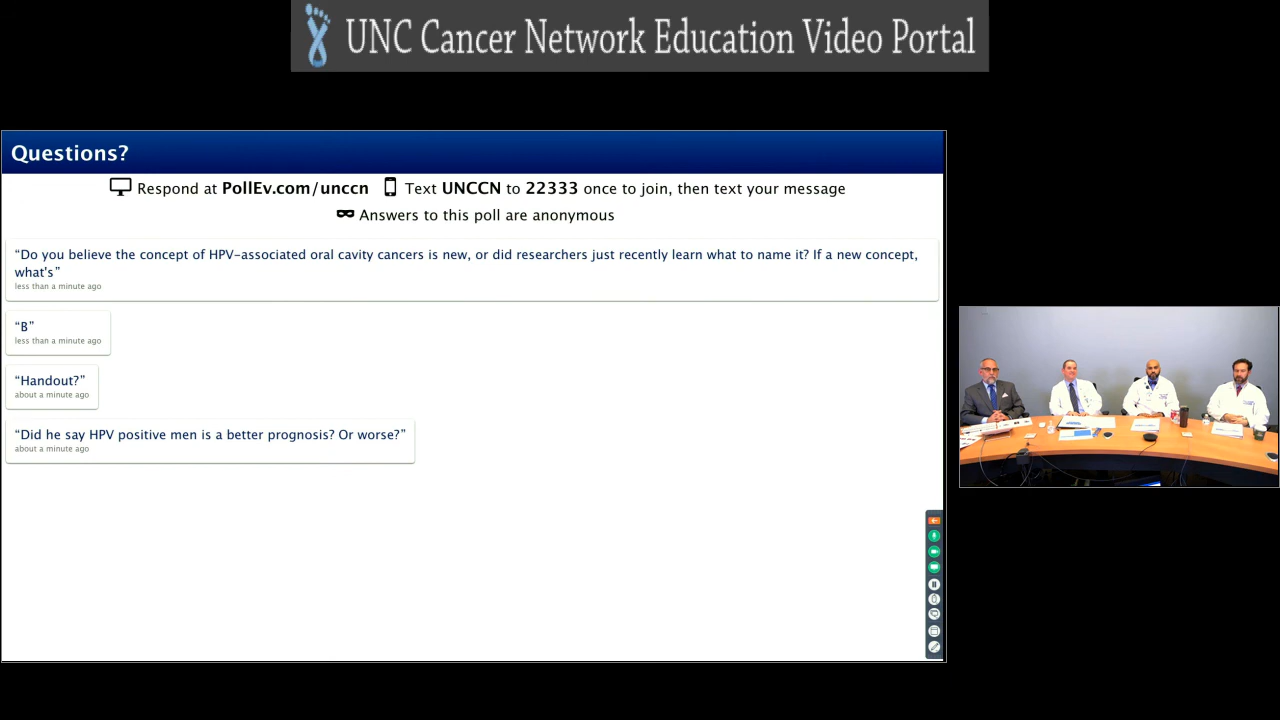 UNC Cancer Network Education Video Portal
Questions?
Respond at PollEv.com/unccn Text UNCCN to 22333 once to join, then text your message
Answers to this poll are anonymous
“Do you believe the concept of HPV-associated oral cavity cancers is new, or did researchers just recently learn what to name it? If a new concept,
what's”
less than a minute ago
“B”
less than a minute ago
“Handout?”
about a minute ago
“Did he say HPV positive men is a better prognosis? Or worse?”
about a minute ago